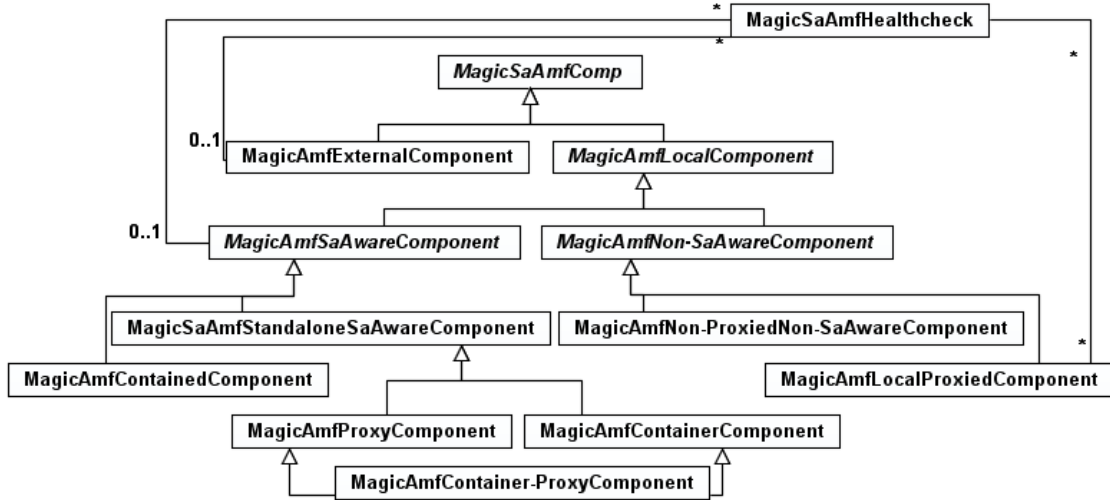 *
MagicSaAmfHealthcheck
*
*
MagicSaAmfComp
0..1
MagicAmfExternalComponent
MagicAmfLocalComponent
0..1
MagicAmfSaAwareComponent
MagicAmfNon-SaAwareComponent
MagicSaAmfStandaloneSaAwareComponent
MagicAmfNon-ProxiedNon-SaAwareComponent
*
MagicAmfContainedComponent
MagicAmfLocalProxiedComponent
MagicAmfProxyComponent
MagicAmfContainerComponent
MagicAmfContainer-ProxyComponent